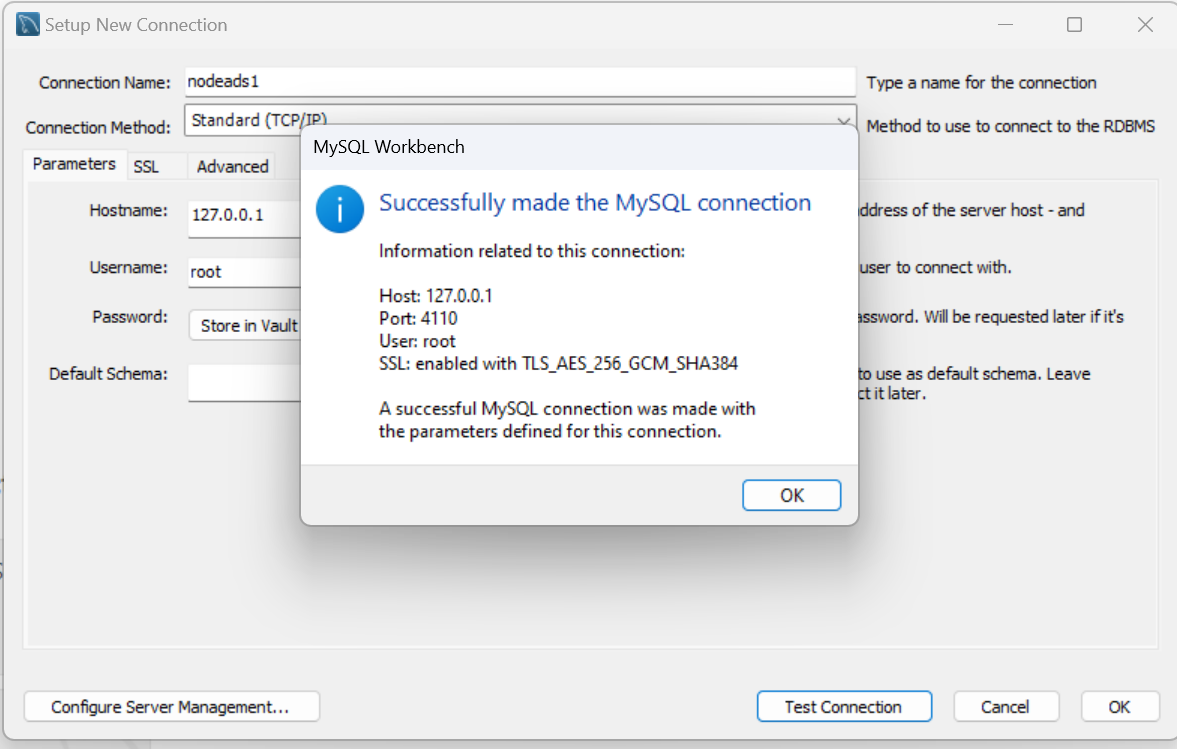 Setup New Connection
Connection Name: nodeads1 Type a name for the connection
Connection Method: Standard (TCP/IP) Method to use to connect to the RDBMS
Parameters SSL Advanced
MySQL Workbench
Hostname: 127.0.0.1
address of the server host - and
Username: root
user to connect with.
Password: Store in Vault
password. Will be requested later if it's
Default Schema:
to use as default schema. Leave
it later.
Successfully made the MySQL connection
Information related to this connection:
Host: 127.0.0.1
Port: 4110
User: root
SSL: enabled with TLS_AES_256_GCM_SHA384
A successful MySQL connection was made with
the parameters defined for this connection.
OK
Configure Server Management... Test Connection Cancel OK